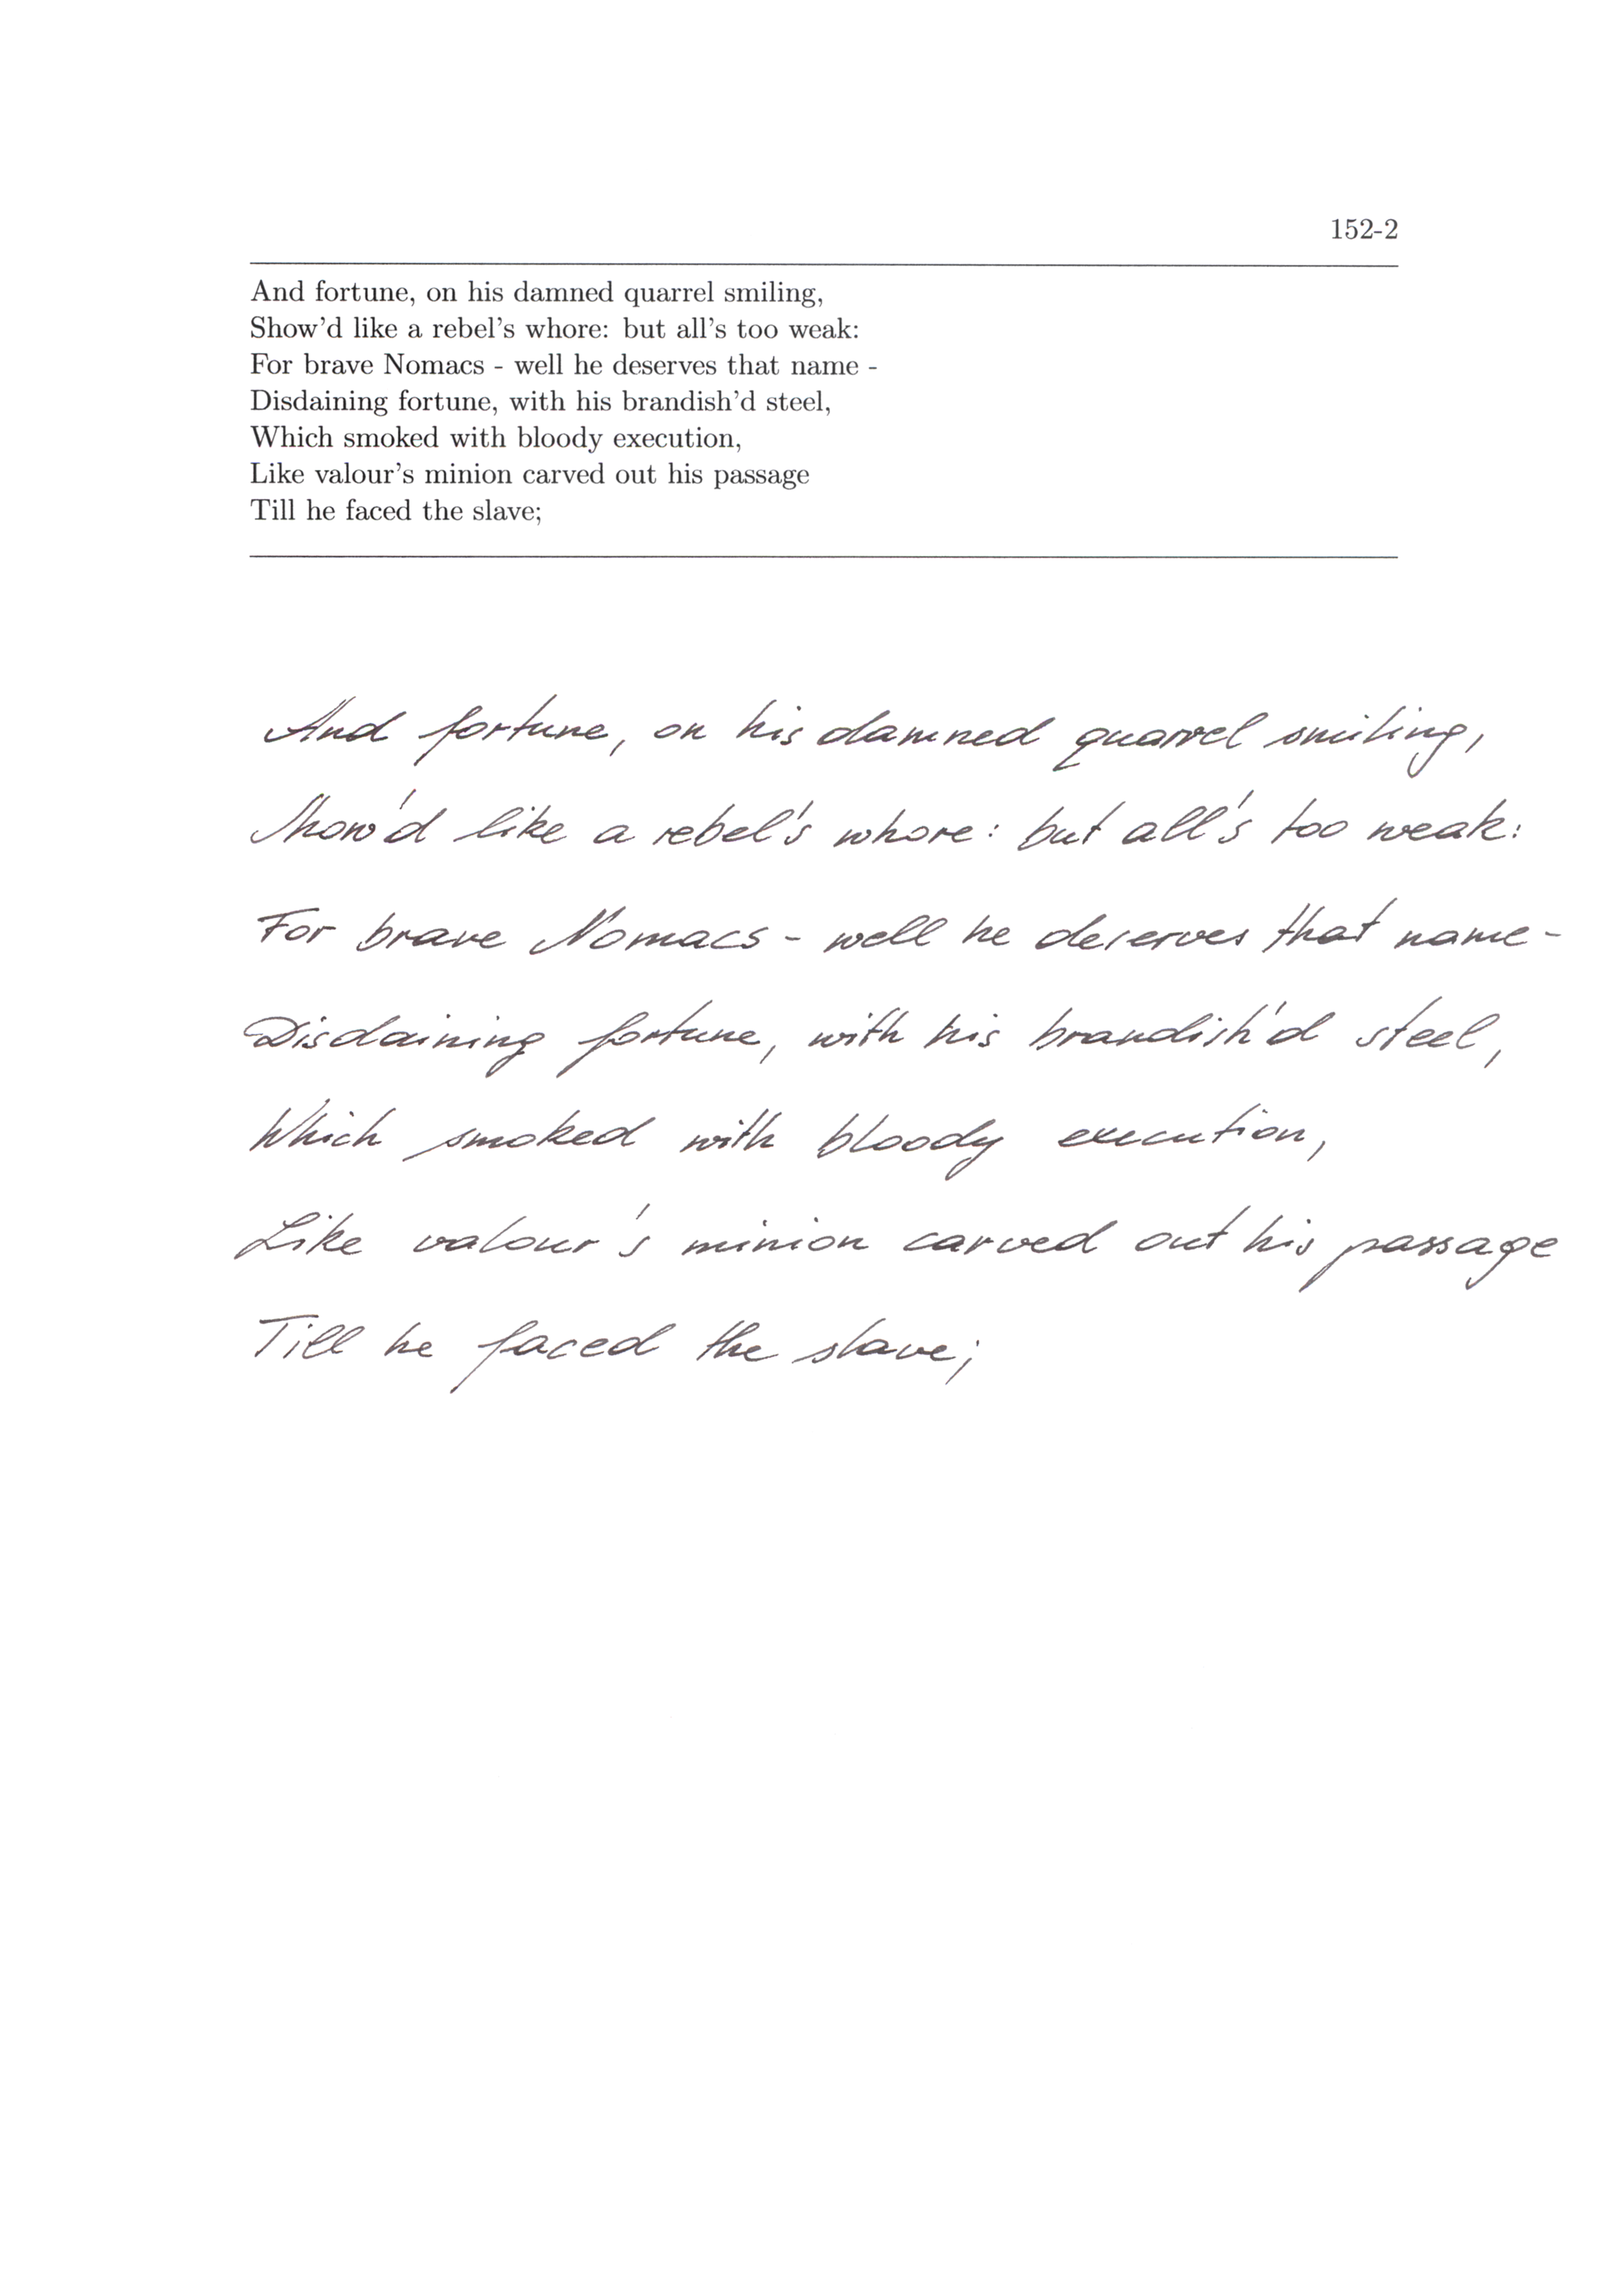 152-2
And fortune, on his damned quarrel smiling,
Show'd like a rebel's whore: but all's too weak:
For brave Nomacs - well he deserves that name -
Disdaining fortune, with his brandish'd steel,
Which smoked with bloody execution,
Like valour's minion carved out his passage
Till he faced the slave;
And fortune, on his damned quarrel smiling,
Show'd like a rebel's whore: but all's too weak:
For brave Nomacs - well he deserves that name -
Disdaining fortune, with his brandish'd steel,
Which smoked with bloody execution,
Like valour's minion carved out his passage
Till he faced the slave;